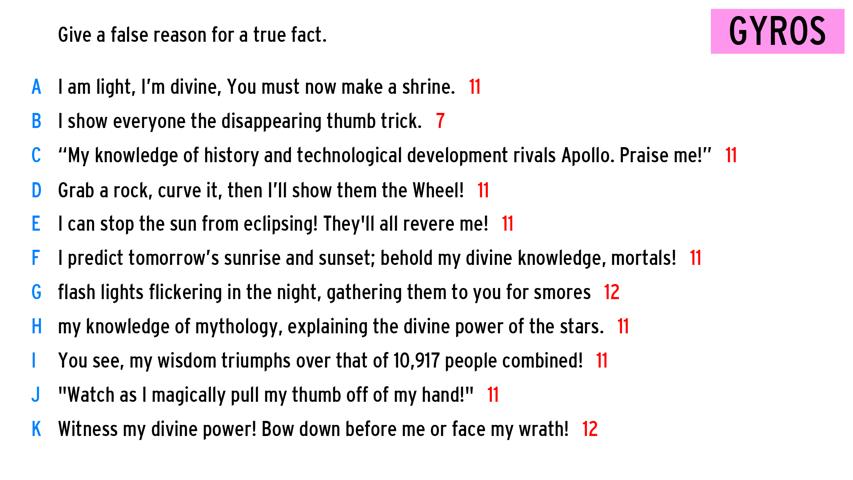 Give a false reason for a true fact.
GYROS
A I am light, I'm divine, You must now make a shrine. 11
B I show everyone the disappearing thumb trick. 7
C “My knowledge of history and technological development rivals Apollo. Praise me!” 11
D Grab a rock, curve it, then I'll show them the Wheel! 11
E I can stop the sun from eclipsing! They'll all revere me! 11
F I predict tomorrow's sunrise and sunset; behold my divine knowledge, mortals! 11
G flash lights flickering in the night, gathering them to you for smores 12
H my knowledge of mythology, explaining the divine power of the stars. 11
I You see, my wisdom triumphs over that of 10,917 people combined! 11
J "Watch as I magically pull my thumb off of my hand!" 11
K Witness my divine power! Bow down before me or face my wrath! 12